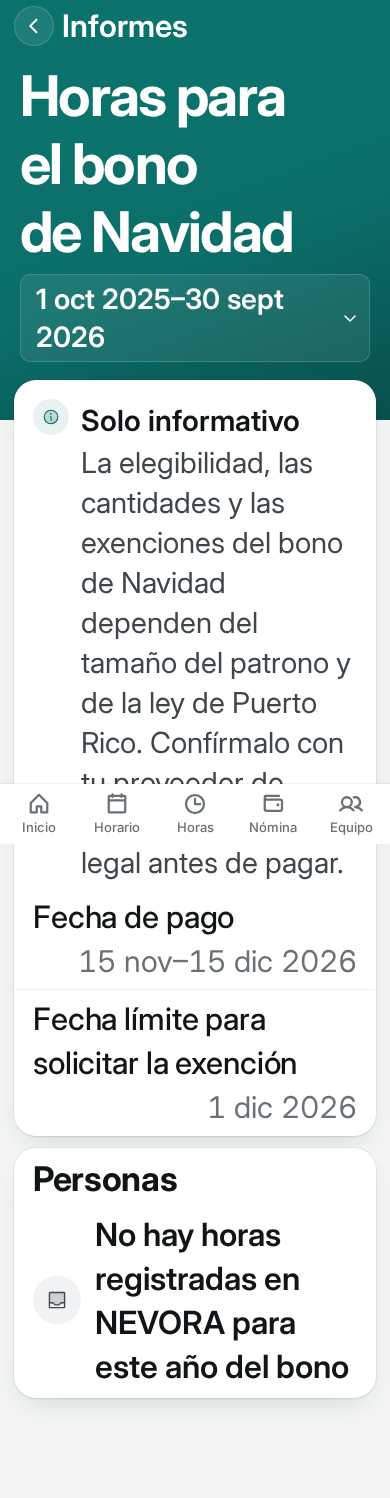 Informes
Horas para
el bono
de Navidad
1 oct 2025–30 sept
2026
Solo informativo
La elegibilidad, las
cantidades y las
exenciones del bono
de Navidad
dependen del
tamaño del patrono y
de la ley de Puerto
Rico. Confírmalo con
tu proveedor de
Inicio
Horario
Horas
Nómina
Equipo
legal antes de pagar.
Fecha de pago
15 nov–15 dic 2026
Fecha límite para
solicitar la exención
1 dic 2026
Personas
No hay horas
registradas en
NEVORA para
este año del bono